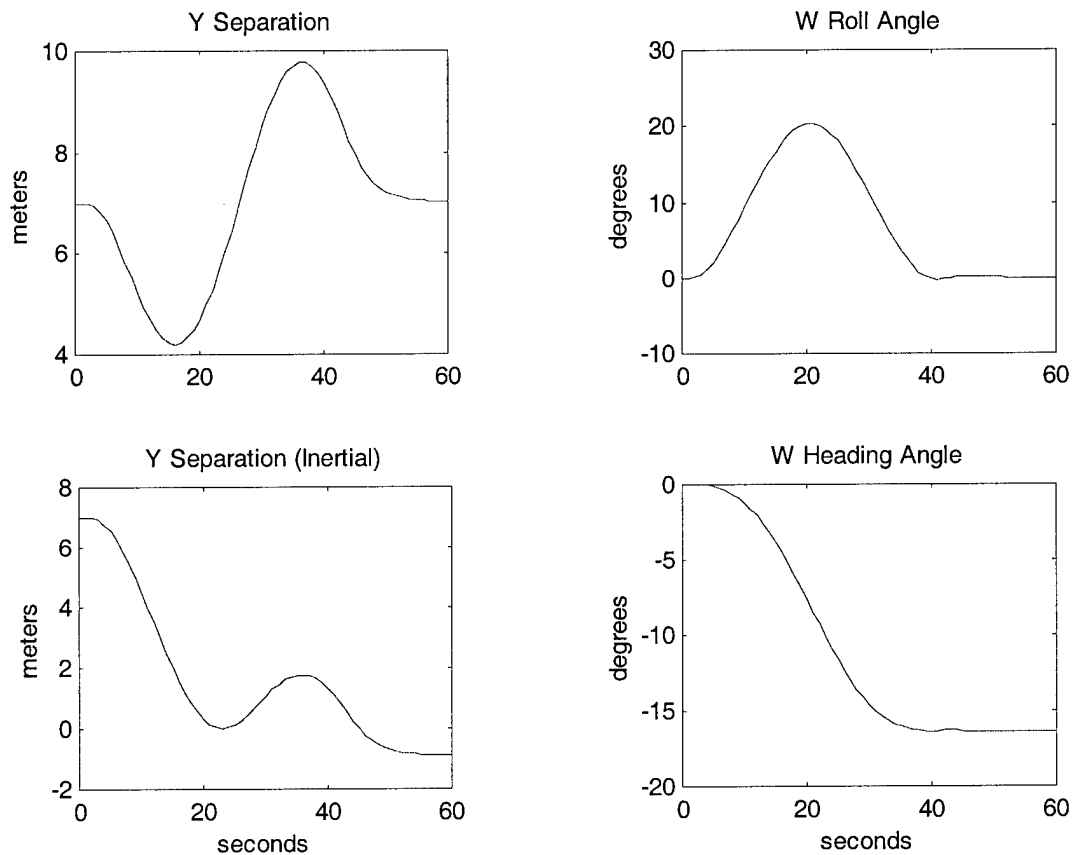 Y Separation
10
8
6
4
meters
0 20 40 60
W Roll Angle
30
20
10
0
-10
degrees
0 20 40 60
Y Separation (Inertial)
8
6
4
2
0
-2
meters
0 20 40 60
seconds
W Heading Angle
0
-5
-10
-15
-20
degrees
0 20 40 60
seconds